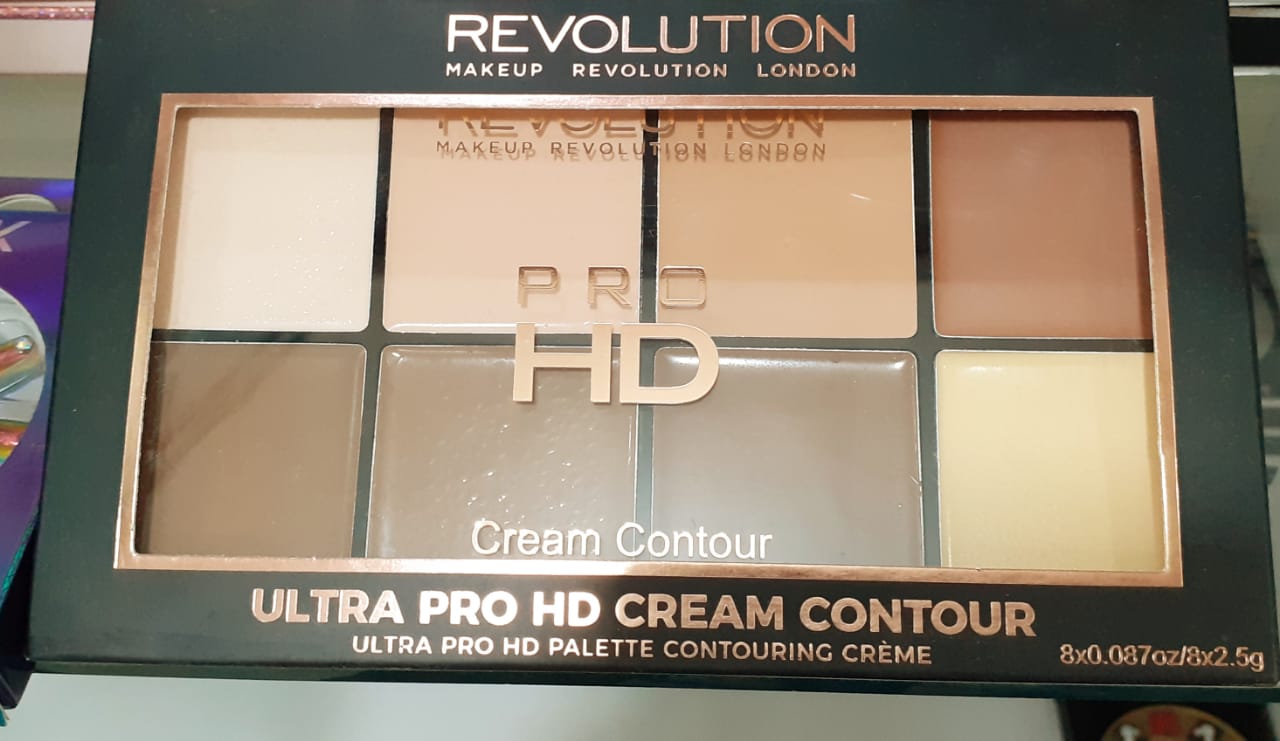 REVOLUTION
MAKEUP REVOLUTION LONDON
REVOLUTION
MAKEUP REVOLUTION LONDON
PRO
HD
Cream Contour
ULTRA PRO HD CREAM CONTOUR
ULTRA PRO HD PALETTE CONTOURING CRÈME
8x0.087oz/8x2.5g
K